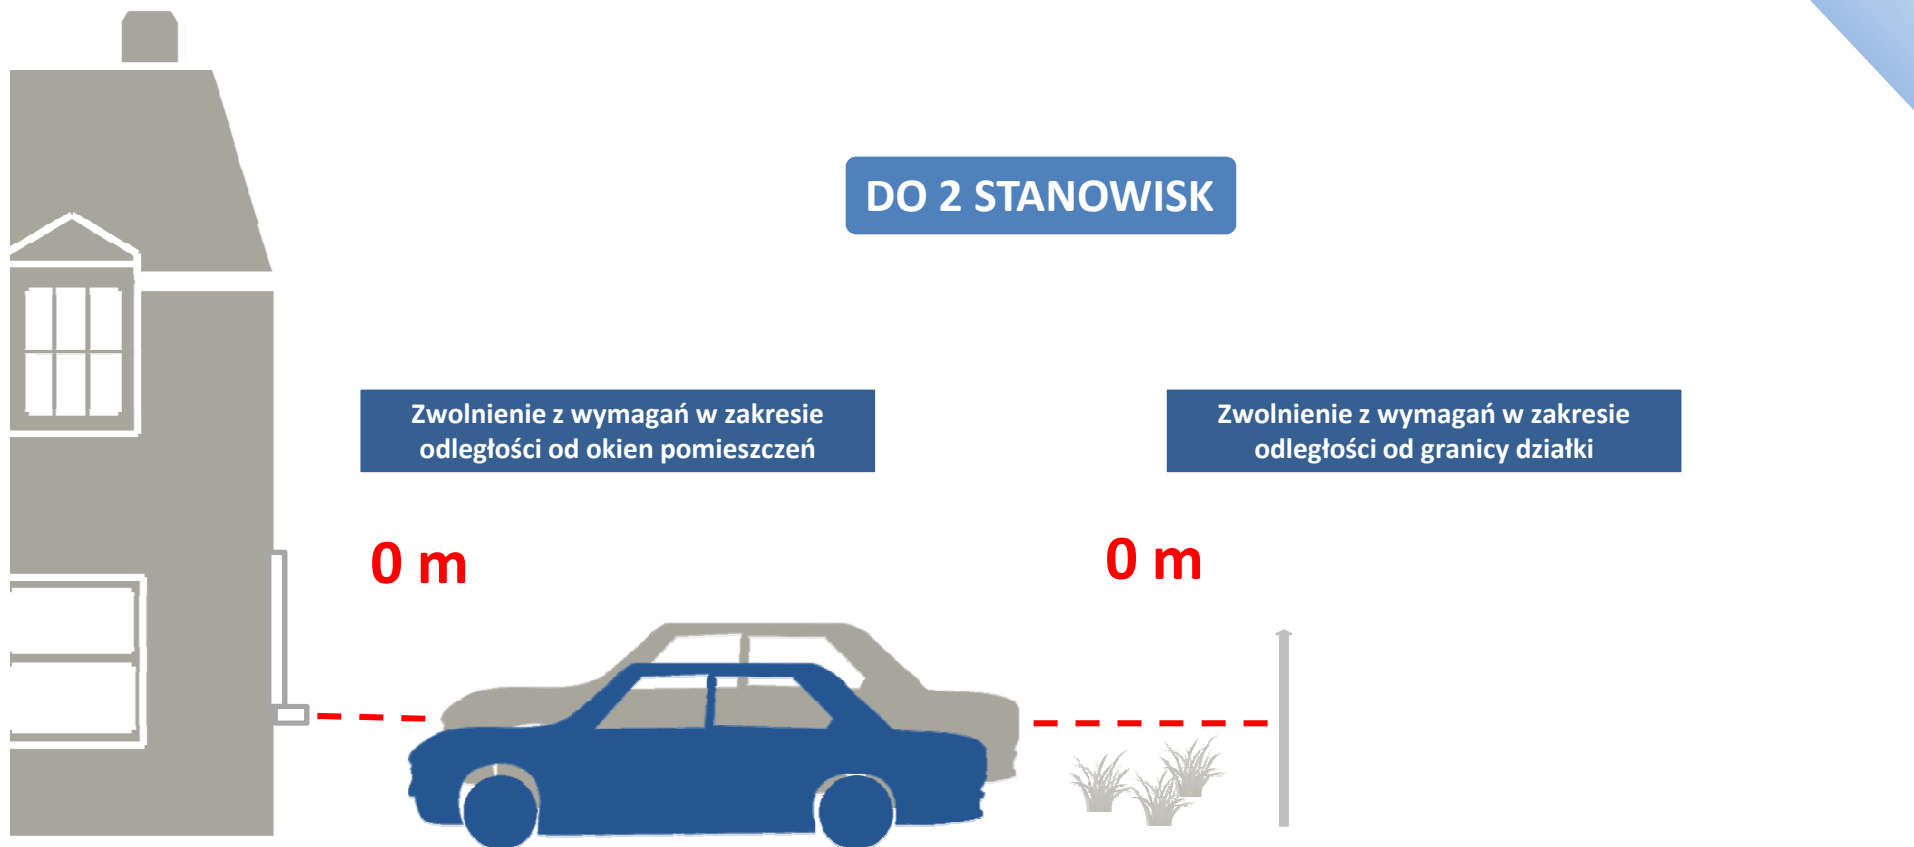 DO 2 STANOWISK
Zwolnienie z wymagań w zakresie
odległości od okien pomieszczeń
Zwolnienie z wymagań w zakresie
odległości od granicy działki
0 m
0 m